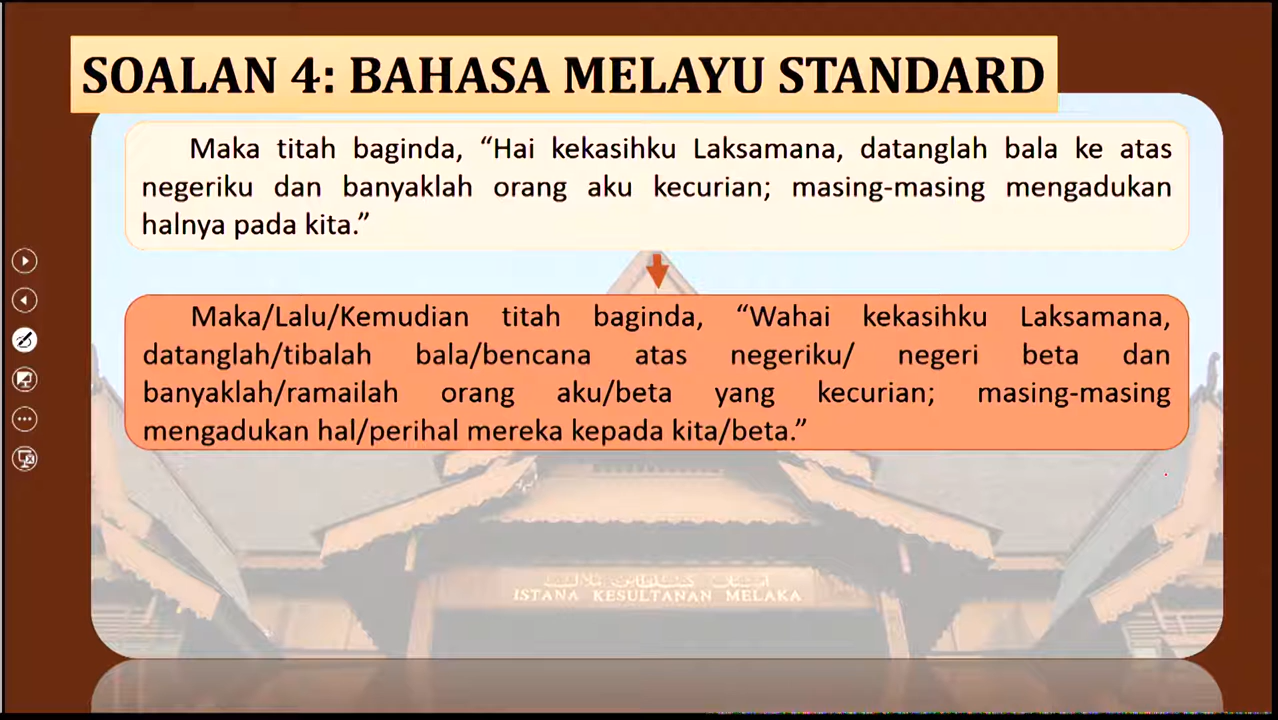 SOALAN 4: BAHASA MELAYU STANDARD
Maka titah baginda, “Hai kekasihku Laksamana, datanglah bala ke atas
negeriku dan banyaklah orang aku kecurian; masing-masing mengadukan
halnya pada kita.”
Maka/Lalu/Kemudian titah baginda, “Wahai kekasihku Laksamana,
datanglah/tibalah bala/bencana atas negeriku/ negeri beta dan
banyaklah/ramailah orang aku/beta yang kecurian; masing-masing
mengadukan hal/perihal mereka kepada kita/beta.”
ISTANA KESULTANAN MELAKA